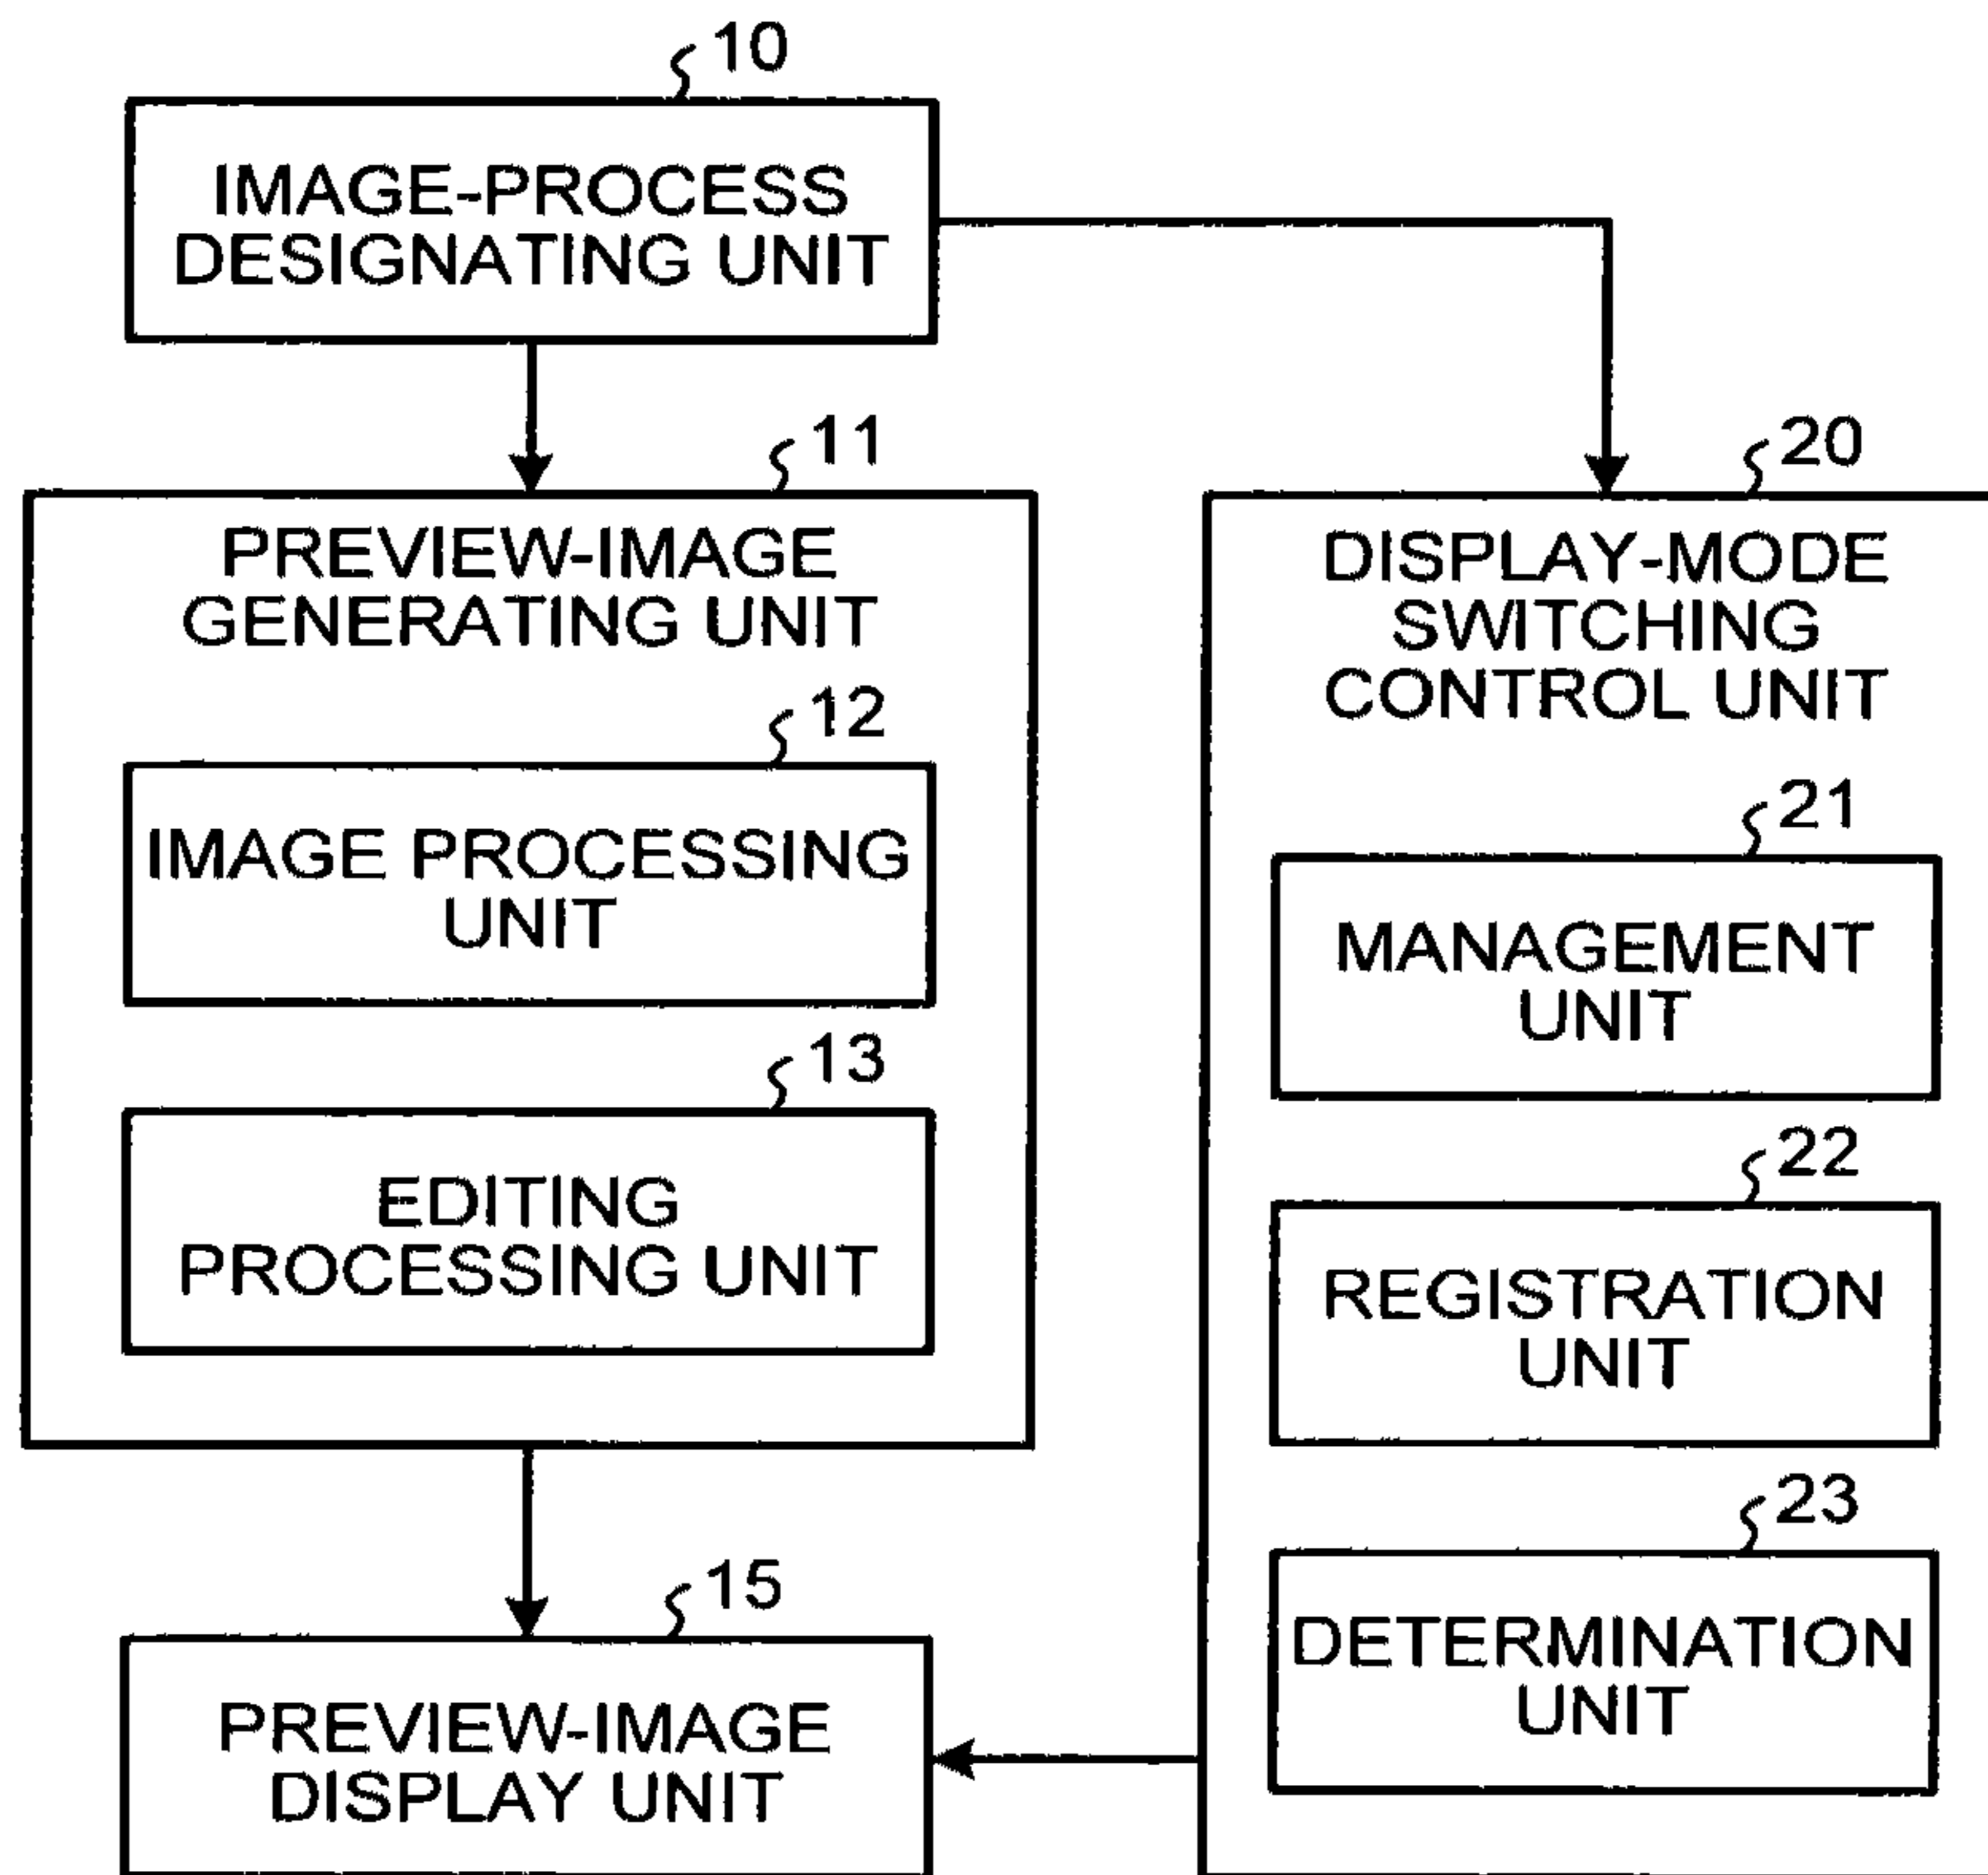 10
IMAGE-PROCESS
DESIGNATING UNIT
11
PREVIEW-IMAGE
GENERATING UNIT
12
IMAGE PROCESSING
UNIT
13
EDITING
PROCESSING UNIT
15
PREVIEW-IMAGE
DISPLAY UNIT
20
DISPLAY-MODE
SWITCHING
CONTROL UNIT
21
MANAGEMENT
UNIT
22
REGISTRATION
UNIT
23
DETERMINATION
UNIT